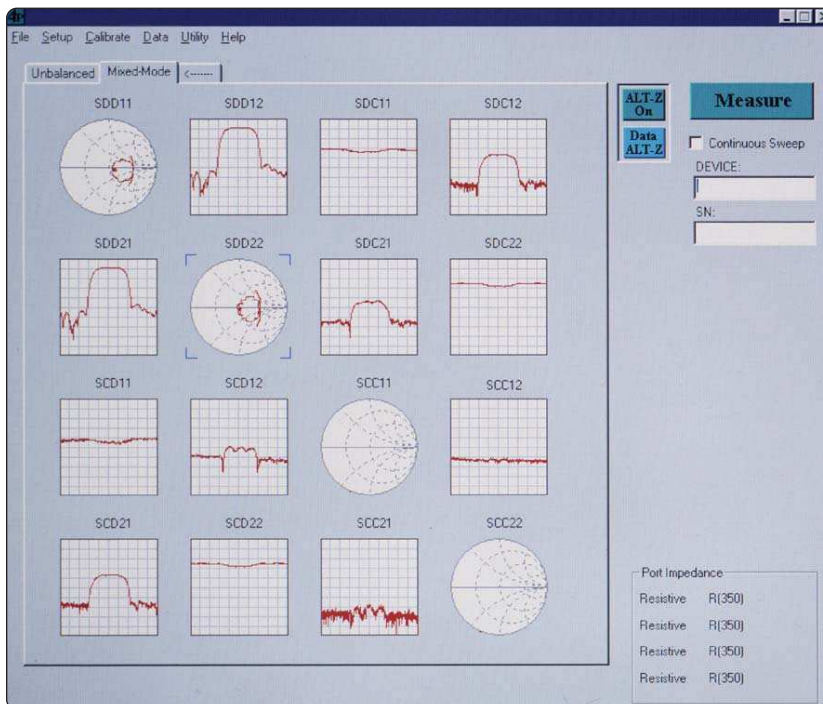 File Setup Calibrate Data Utility Help
Unbalanced Mixed-Mode <-------
SDD11 SDD12 SDC11 SDC12
SDD21 SDD22 SDC21 SDC22
SCD11 SCD12 SCC11 SCC12
SCD21 SCD22 SCC21 SCC22
ALT-Z
On
Data
ALT-Z
Measure
Continuous Sweep
DEVICE:
SN:
Port Impedance
Resistive R(350)
Resistive R(350)
Resistive R(350)
Resistive R(350)